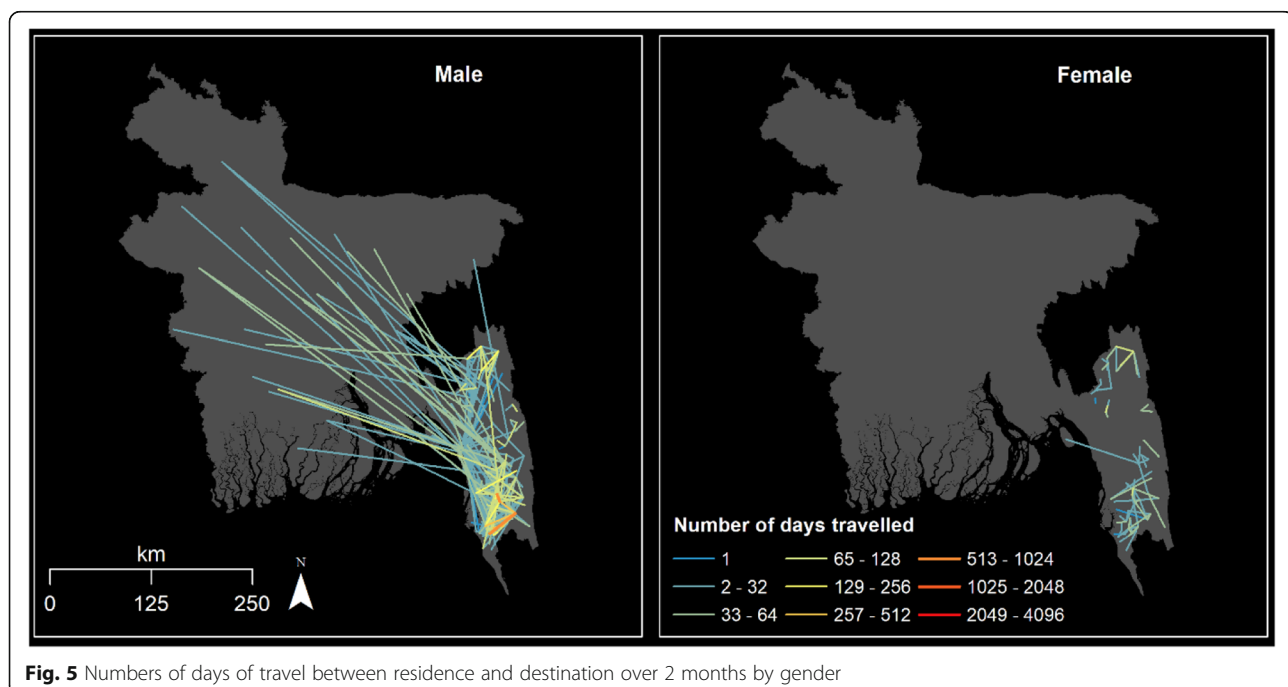 Male
Female
km
0 125 250
N
Number of days travelled
1
2 - 32
33 - 64
65 - 128
129 - 256
257 - 512
513 - 1024
1025 - 2048
2049 - 4096
Fig. 5 Numbers of days of travel between residence and destination over 2 months by gender